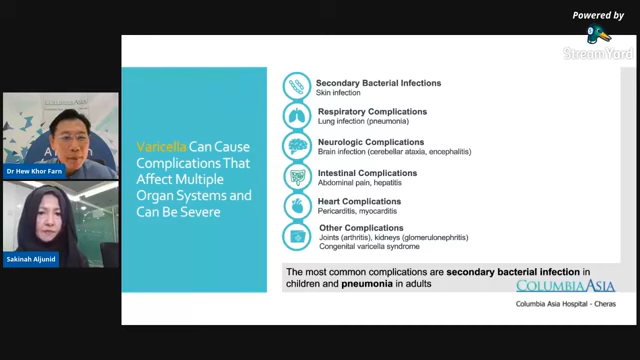 Powered by
StreamYard
Varicella Can Cause
Complications That
Affect Multiple
Organ Systems and
Can Be Severe
Secondary Bacterial Infections
Skin infection
Respiratory Complications
Lung infection (pneumonia)
Neurologic Complications
Brain infection (cerebellar ataxia, encephalitis)
Intestinal Complications
Abdominal pain, hepatitis
Heart Complications
Pericarditis, myocarditis
Other Complications
Joints (arthritis), kidneys (glomerulonephritis)
Congenital varicella syndrome
The most common complications are secondary bacterial infection in
children and pneumonia in adults
COLUMBIA ASIA
Columbia Asia Hospital - Cheras
Dr Hew Khor Farn
Sakinah Aljunid